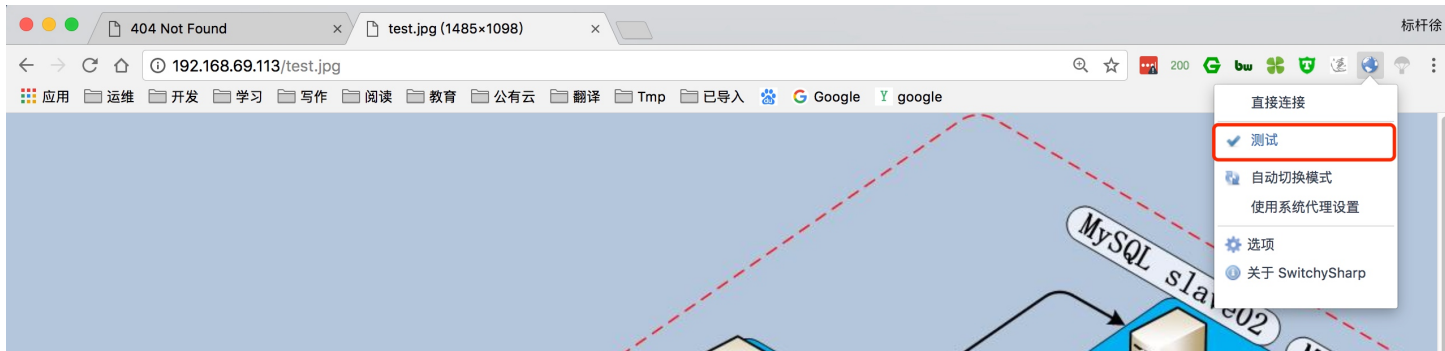 404 Not Found
test.jpg (1485×1098)
标杆徐
192.168.69.113/test.jpg
200
bw
应用 运维 开发 学习 写作 阅读 教育 公有云 翻译 Tmp 已导入 Google google
直接连接
测试
自动切换模式
使用系统代理设置
选项
关于 SwitchySharp
MySQL slave02